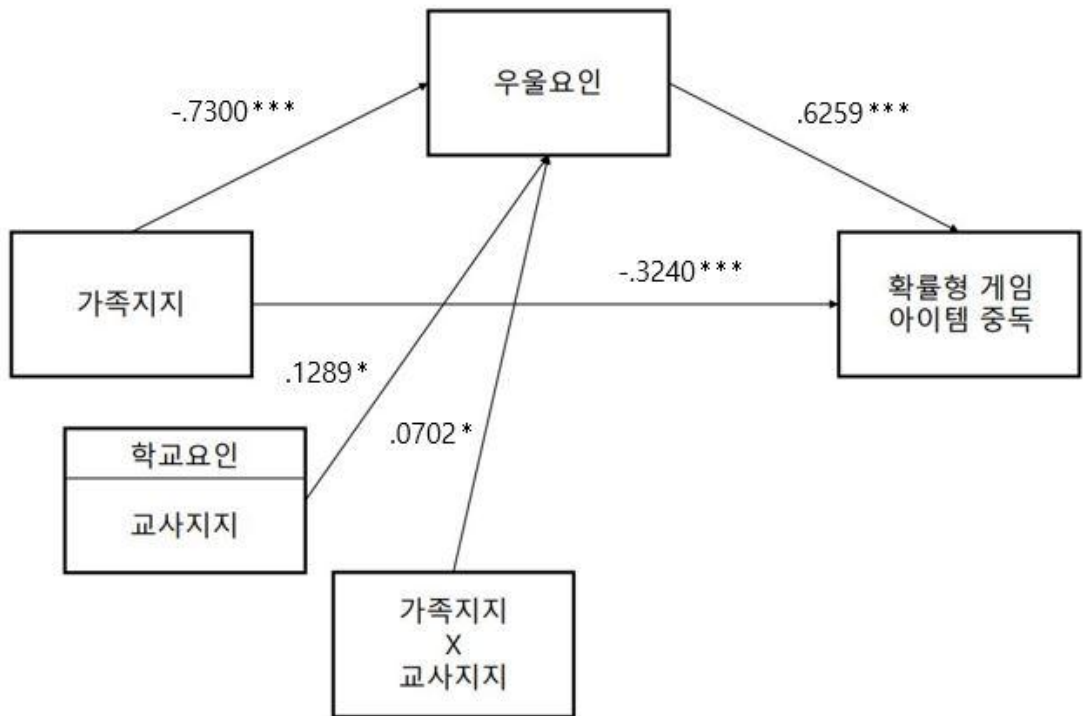 우울요인
-.7300***
.6259***
가족지지
-.3240***
확률형 게임
아이템 중독
.1289*
.0702*
학교요인
교사지지
가족지지
X
교사지지